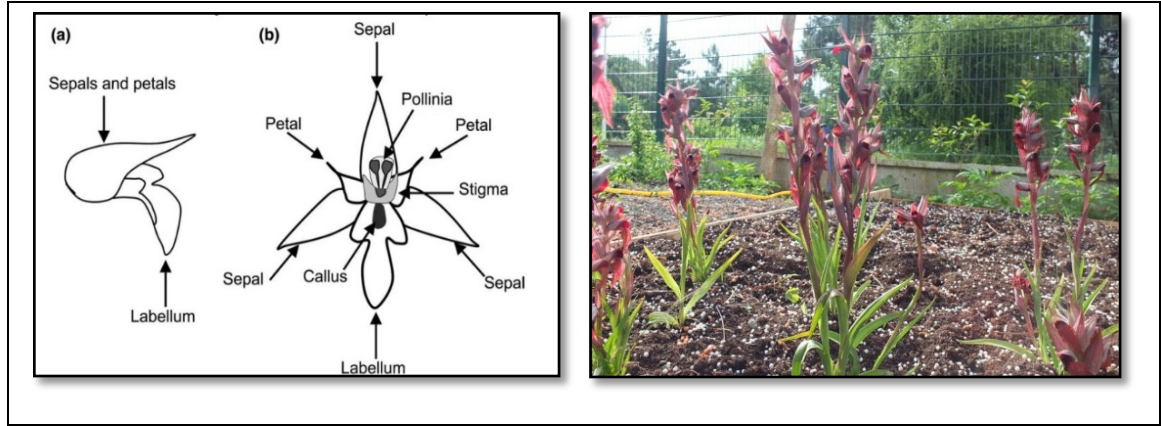 (a)
(b)
Sepal
Sepals and petals
Pollinia
Petal
Petal
Stigma
Sepal
Callus
Sepal
Labellum
Labellum